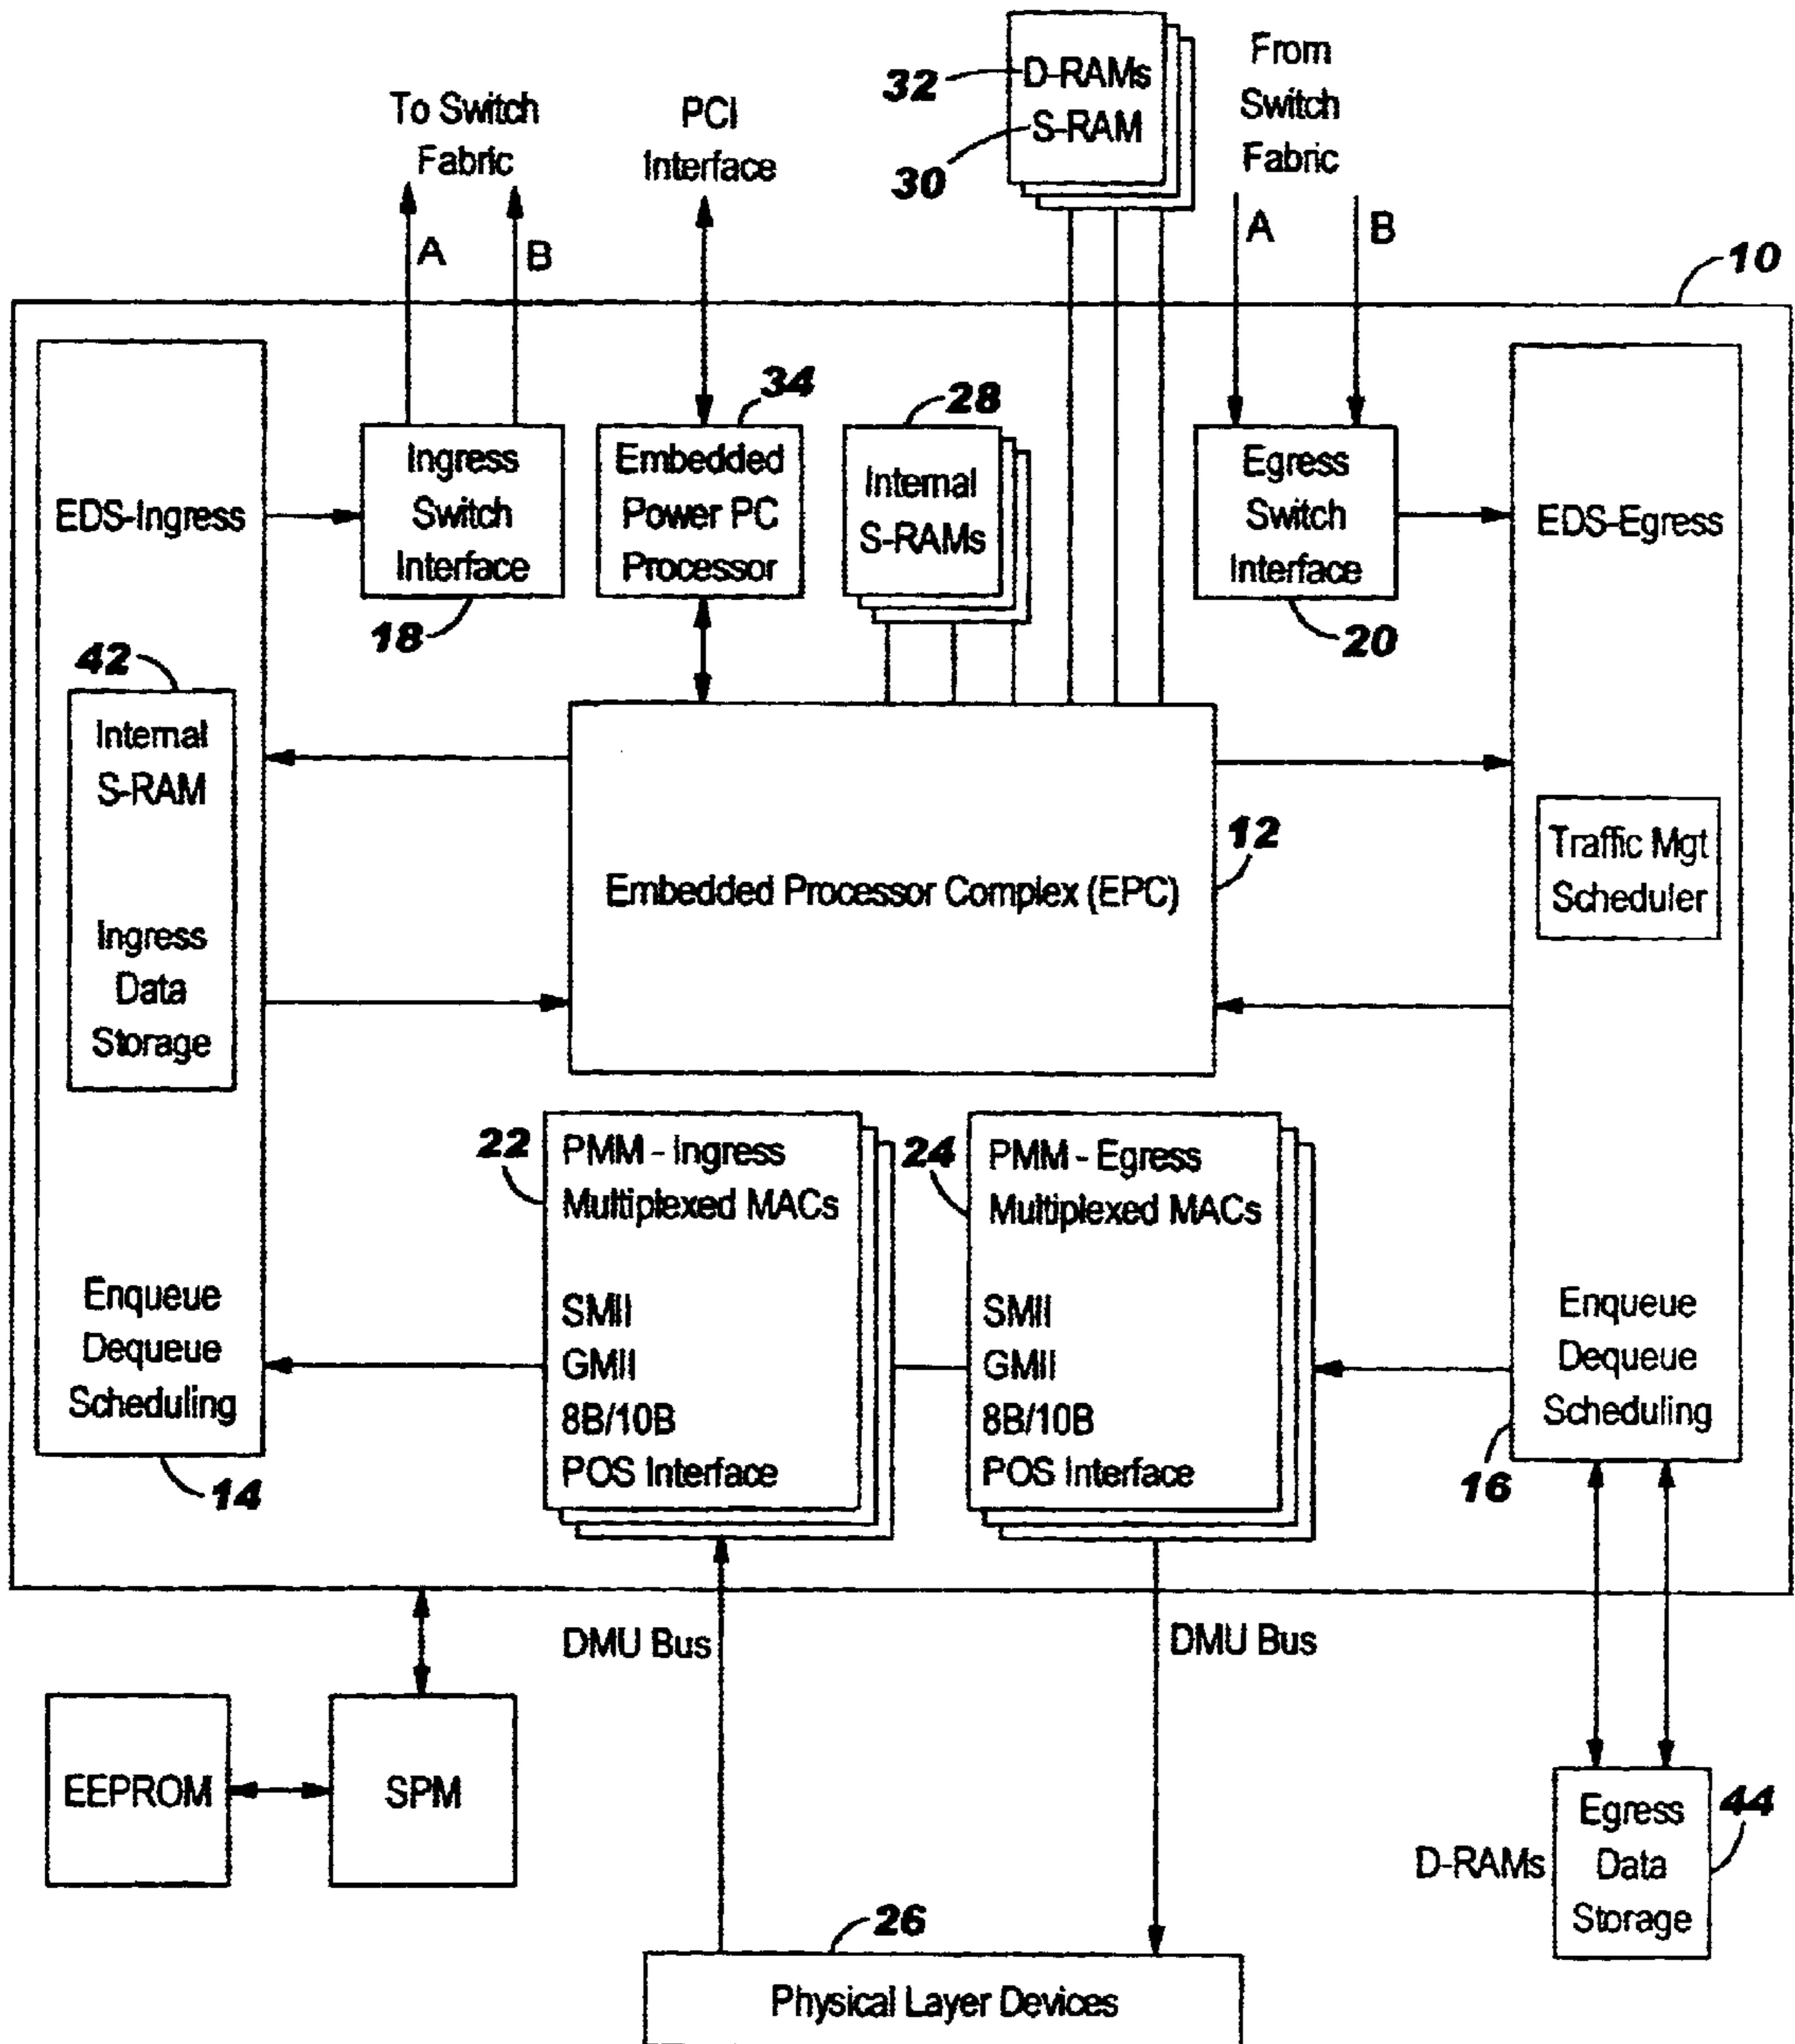 To Switch
Fabric
A
B
PCI
Interface
32
D-RAMs
S-RAM
30
From
Switch
Fabric
A
B
10
EDS-Ingress
Ingress
Switch
Interface
18
34
Embedded
Power PC
Processor
28
Internal
S-RAMs
Egress
Switch
Interface
20
EDS-Egress
42
Internal
S-RAM
Ingress
Data
Storage
Embedded Processor Complex (EPC)
12
Traffic Mgt
Scheduler
Enqueue
Dequeue
Scheduling
14
22
PMM - Ingress
Multiplexed MACs
SMII
GMII
8B/10B
POS Interface
24
PMM - Egress
Multiplexed MACs
SMII
GMII
8B/10B
POS Interface
Enqueue
Dequeue
Scheduling
16
DMU Bus
DMU Bus
EEPROM
SPM
D-RAMs
Egress
Data
Storage
44
26
Physical Layer Devices